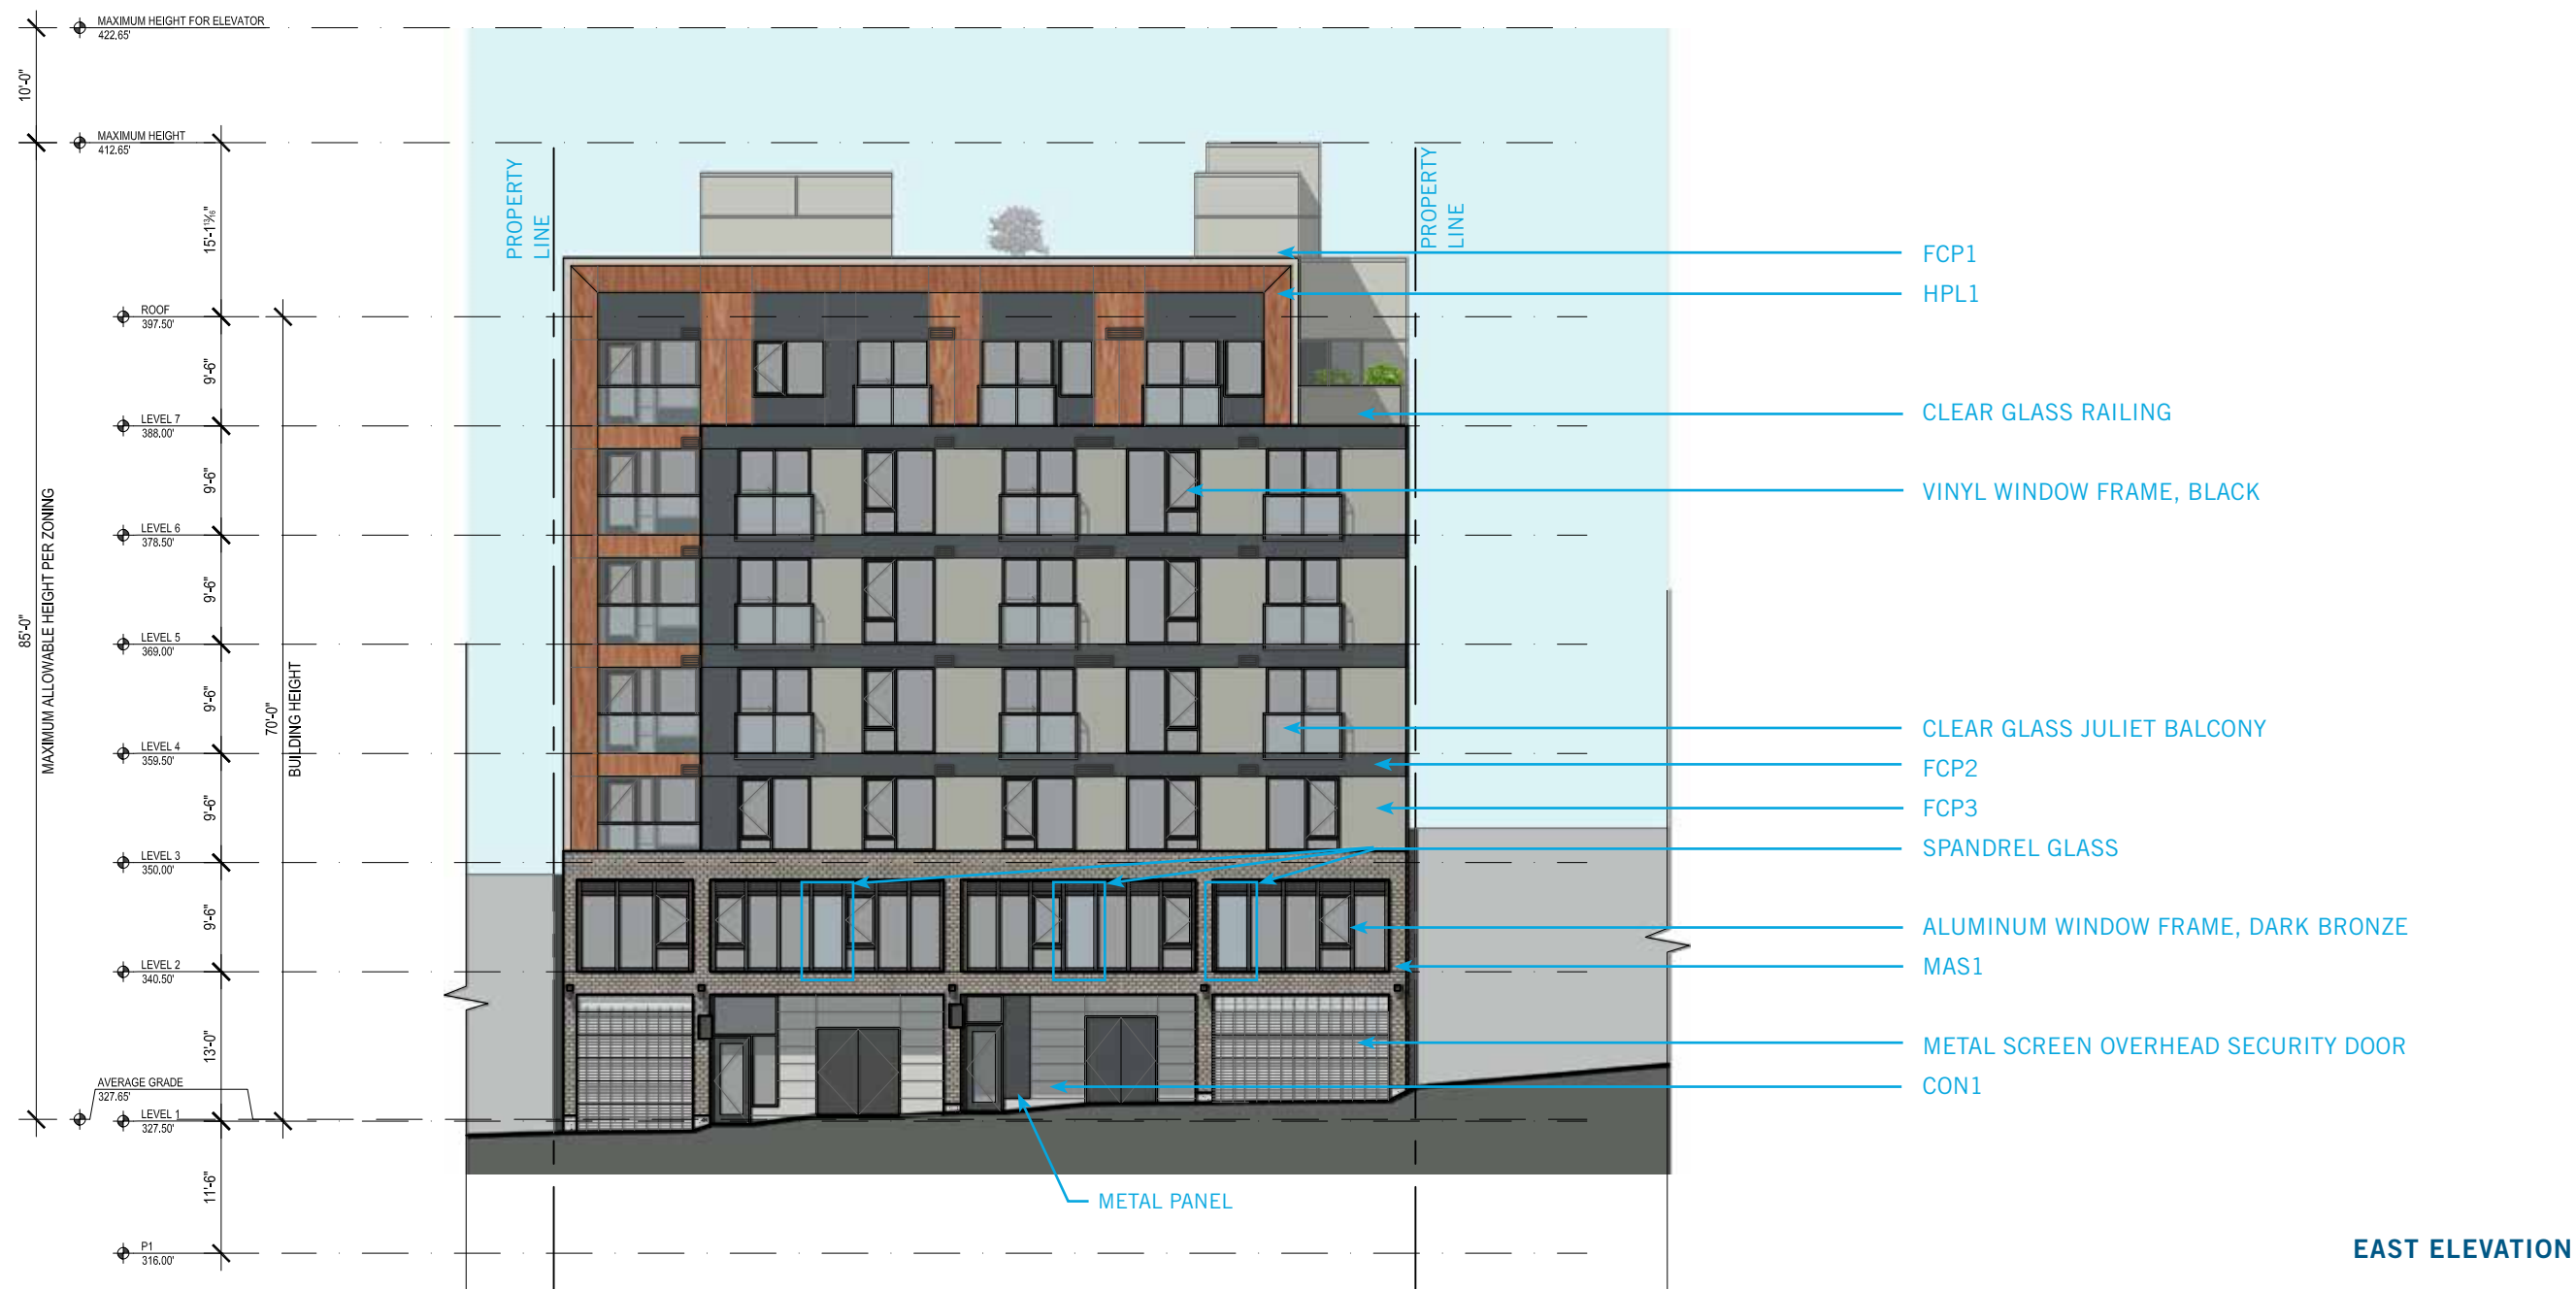 MAXIMUM HEIGHT FOR ELEVATOR
422.65'
10'-0"
MAXIMUM HEIGHT
412.65'
15'-1 13/16"
PROPERTY
LINE
PROPERTY
LINE
FCP1
HPL1
ROOF
397.50'
9'-6"
CLEAR GLASS RAILING
LEVEL 7
388.00'
9'-6"
VINYL WINDOW FRAME, BLACK
LEVEL 6
378.50'
9'-6"
85'-0"
MAXIMUM ALLOWABLE HEIGHT PER ZONING
LEVEL 5
369.00'
9'-6"
70'-0"
BUILDING HEIGHT
CLEAR GLASS JULIET BALCONY
LEVEL 4
359.50'
FCP2
9'-6"
FCP3
SPANDREL GLASS
LEVEL 3
350.00'
9'-6"
ALUMINUM WINDOW FRAME, DARK BRONZE
LEVEL 2
340.50'
MAS1
13'-0"
METAL SCREEN OVERHEAD SECURITY DOOR
CON1
AVERAGE GRADE
327.65'
LEVEL 1
327.50'
11'-6"
METAL PANEL
P1
316.00'
EAST ELEVATION